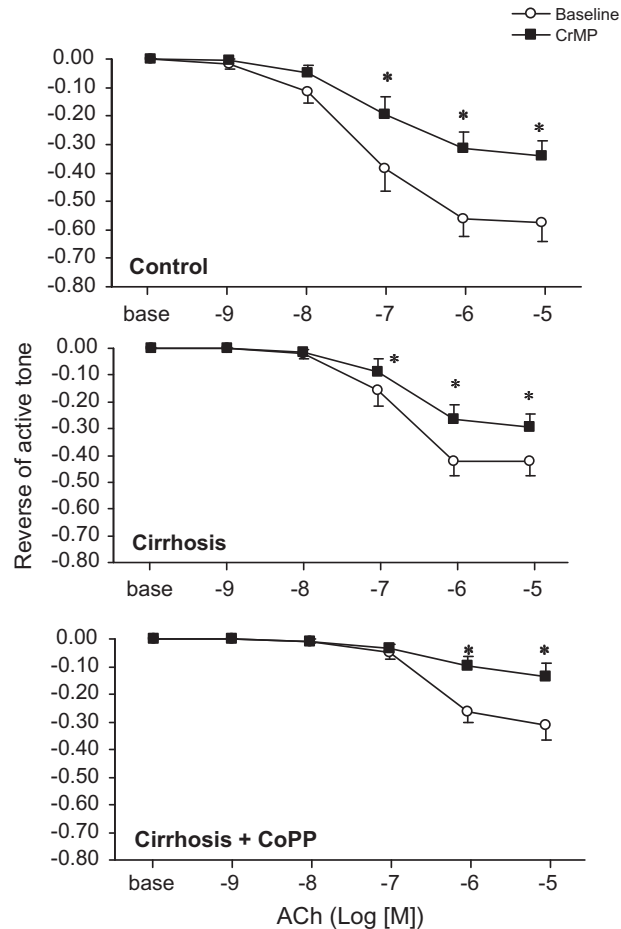 Baseline
CrMP
0.00
-0.10
-0.20
-0.30
-0.40
-0.50
-0.60
-0.70
-0.80
* * *
Control
base -9 -8 -7 -6 -5
Reverse of active tone
0.00
-0.10
-0.20
-0.30
-0.40
-0.50
-0.60
-0.70
-0.80
* * *
Cirrhosis
base -9 -8 -7 -6 -5
0.00
-0.10
-0.20
-0.30
-0.40
-0.50
-0.60
-0.70
-0.80
* *
Cirrhosis + CoPP
base -9 -8 -7 -6 -5
ACh (Log [M])